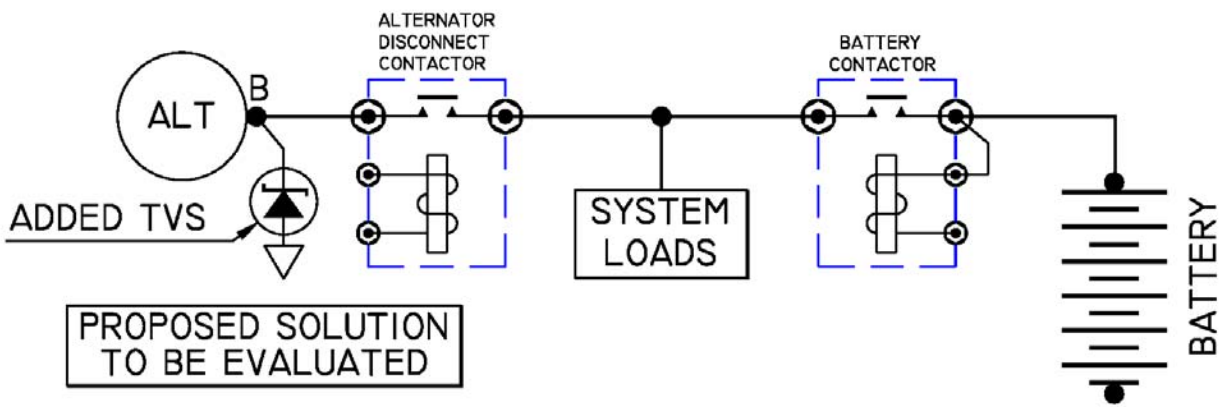 ALTERNATOR
DISCONNECT
CONTACTOR
BATTERY
CONTACTOR
ALT
B
ADDED TVS
SYSTEM
LOADS
BATTERY
PROPOSED SOLUTION
TO BE EVALUATED